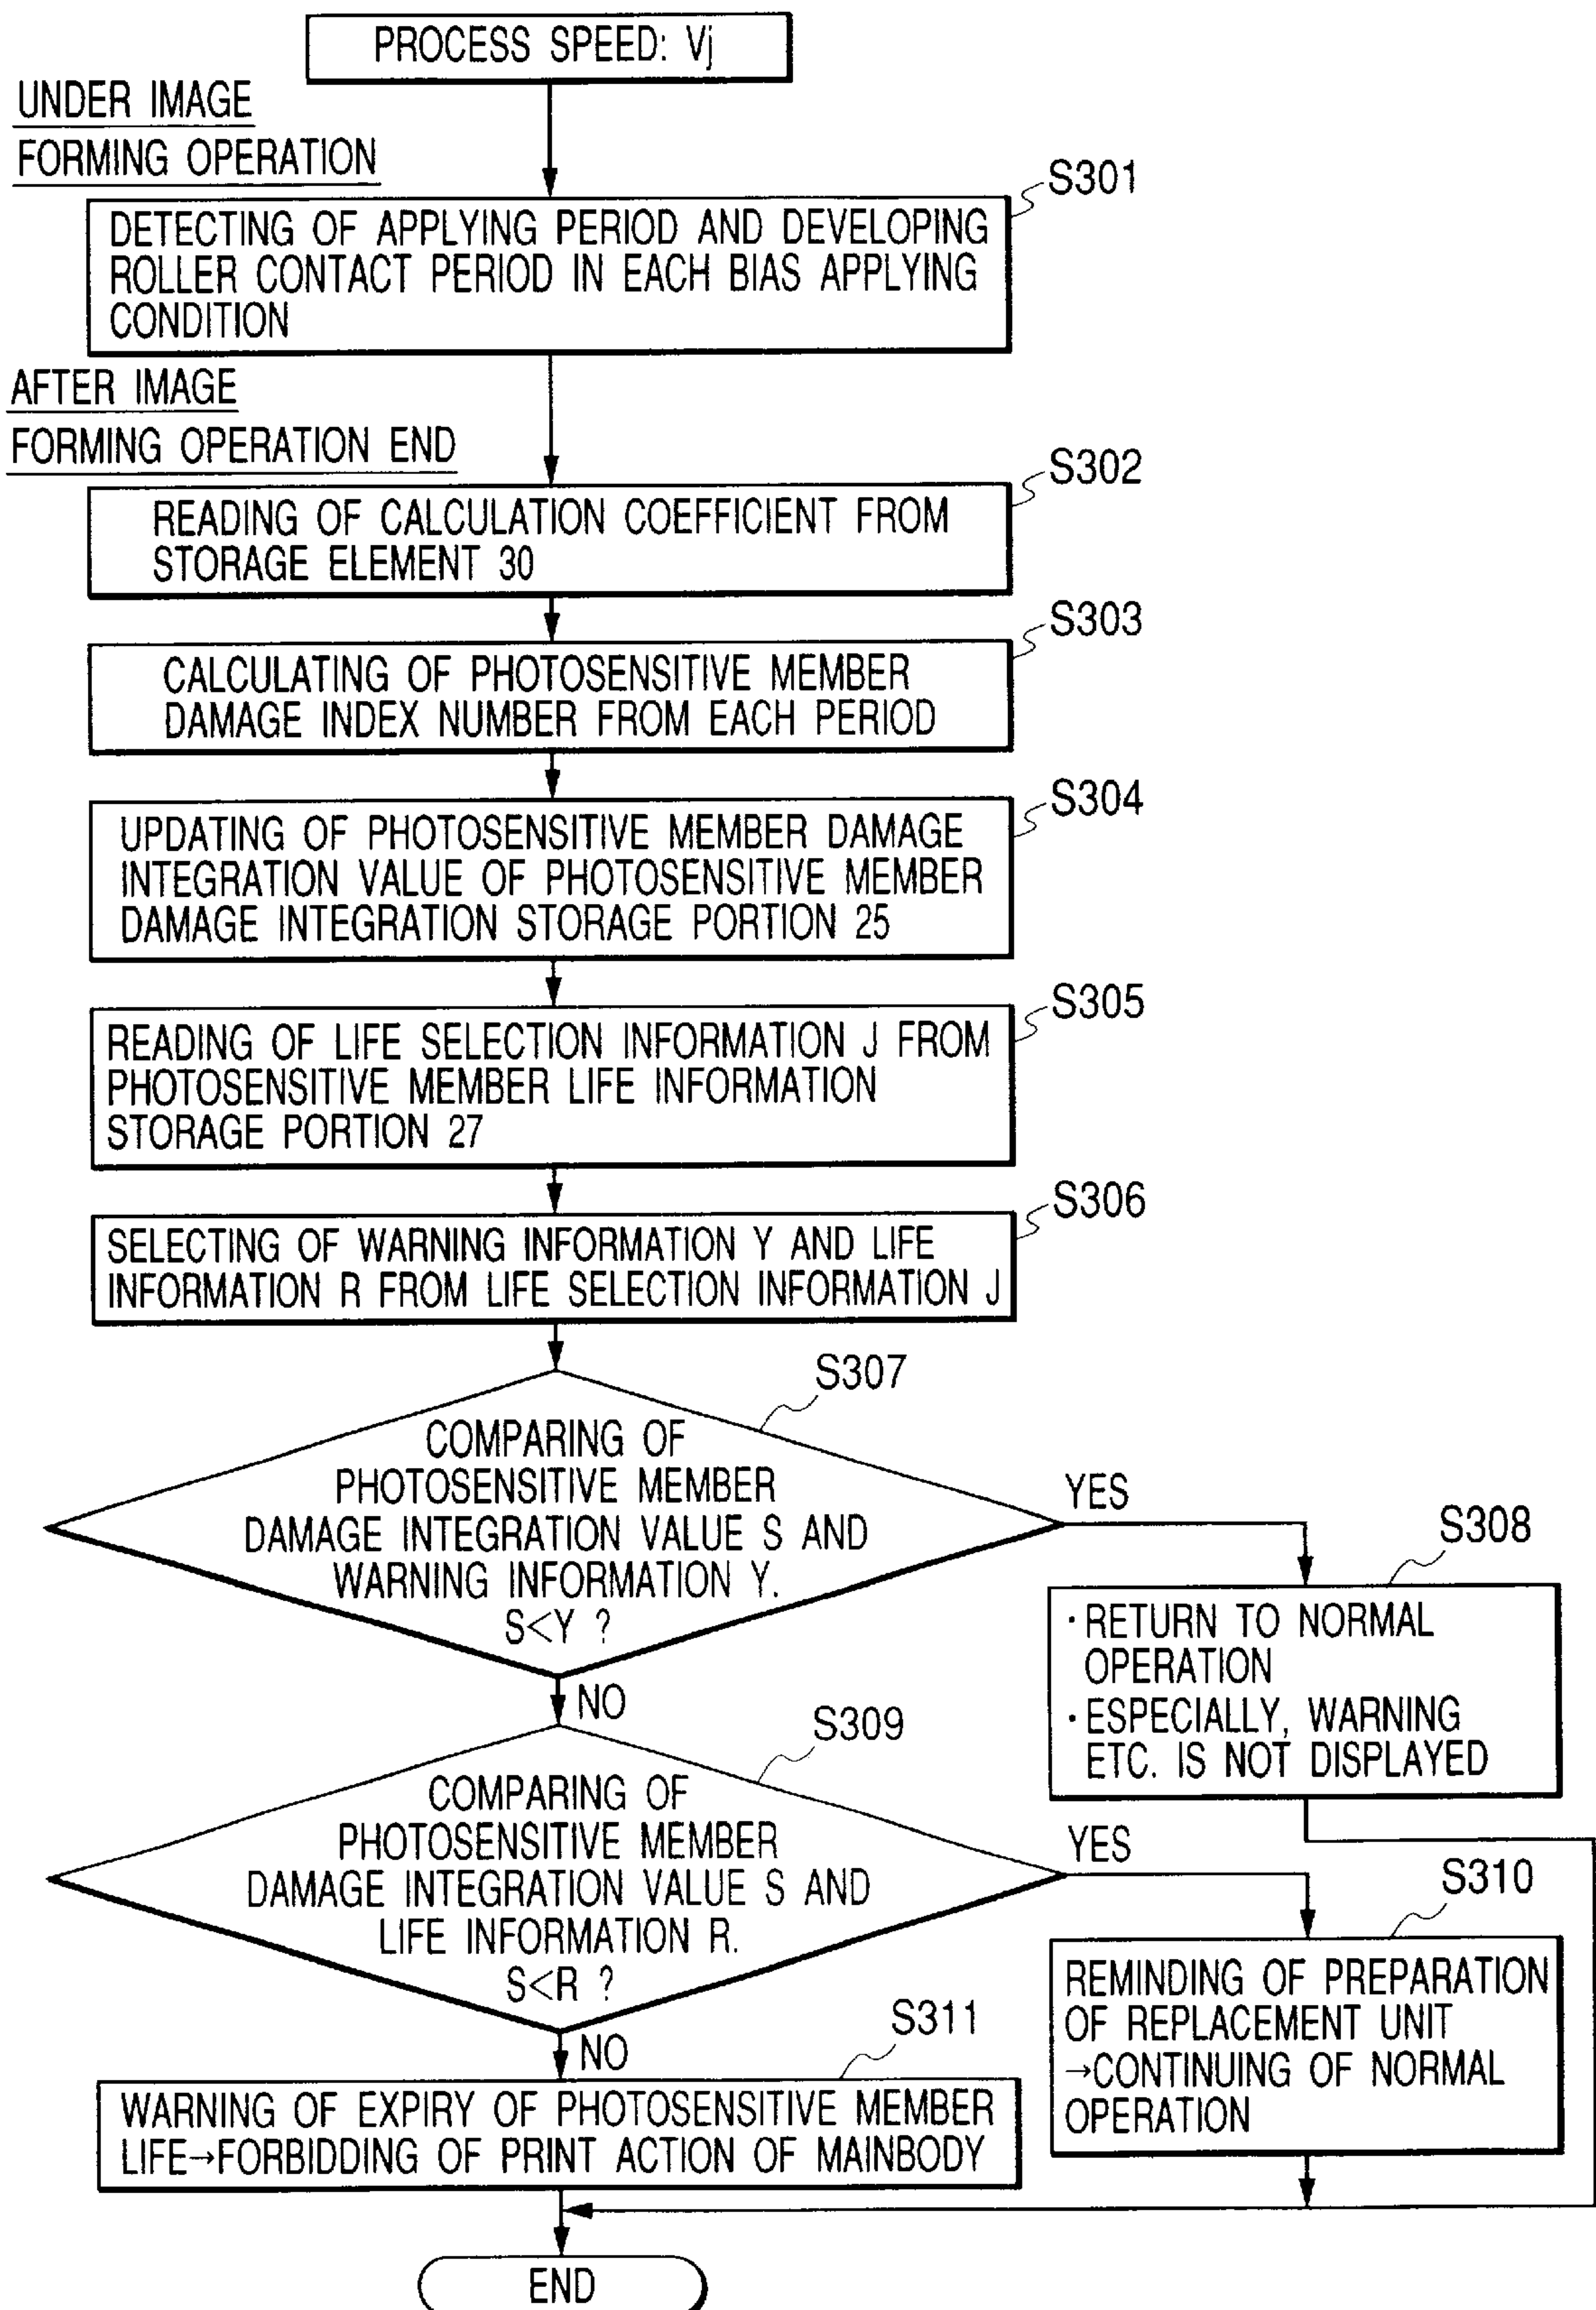 PROCESS SPEED: Vj
UNDER IMAGE
FORMING OPERATION
S301
DETECTING OF APPLYING PERIOD AND DEVELOPING
ROLLER CONTACT PERIOD IN EACH BIAS APPLYING
CONDITION
AFTER IMAGE
FORMING OPERATION END
S302
READING OF CALCULATION COEFFICIENT FROM
STORAGE ELEMENT 30
S303
CALCULATING OF PHOTOSENSITIVE MEMBER
DAMAGE INDEX NUMBER FROM EACH PERIOD
S304
UPDATING OF PHOTOSENSITIVE MEMBER DAMAGE
INTEGRATION VALUE OF PHOTOSENSITIVE MEMBER
DAMAGE INTEGRATION STORAGE PORTION 25
S305
READING OF LIFE SELECTION INFORMATION J FROM
PHOTOSENSITIVE MEMBER LIFE INFORMATION
STORAGE PORTION 27
S306
SELECTING OF WARNING INFORMATION Y AND LIFE
INFORMATION R FROM LIFE SELECTION INFORMATION J
S307
COMPARING OF
PHOTOSENSITIVE MEMBER
DAMAGE INTEGRATION VALUE S AND
WARNING INFORMATION Y.
S<Y ?
YES
NO
S308
・RETURN TO NORMAL
OPERATION
・ESPECIALLY, WARNING
ETC. IS NOT DISPLAYED
S309
COMPARING OF
PHOTOSENSITIVE MEMBER
DAMAGE INTEGRATION VALUE S AND
LIFE INFORMATION R.
S<R ?
YES
NO
S310
REMINDING OF PREPARATION
OF REPLACEMENT UNIT
→CONTINUING OF NORMAL
OPERATION
S311
WARNING OF EXPIRY OF PHOTOSENSITIVE MEMBER
LIFE→FORBIDDING OF PRINT ACTION OF MAINBODY
END